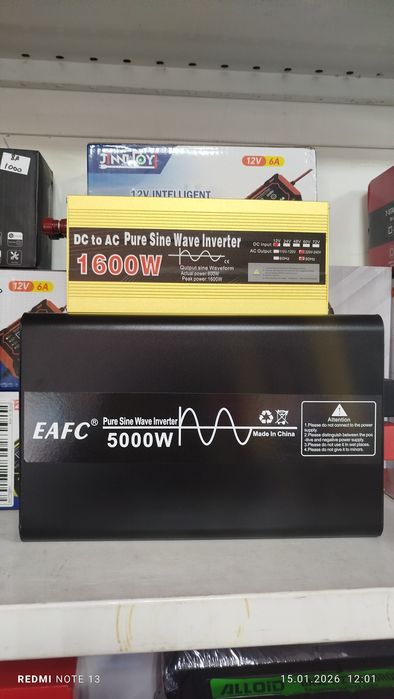 JINNUOY
12V 6A
12V INTELLIGENT
1000
DC to AC Pure Sine Wave Inverter
1600W
Output sine Waveform
Actual power:800W
Peak power:1600W
CE
DC Input: 12V 24V 48V 60V 72V
AC Output: 110-120V 220-240V
60Hz 50Hz
12V 6A
EAFC®
Pure Sine Wave Inverter
5000W
Made In China
Attention
1.Please do not connect to the power
supply.
2.Please distinguish between the pos
-itive and negative power supply.
3.Please do not use it in wet places.
4.Please do not give it to minors.
ALLOID
REDMI NOTE 13
15.01.2026 12:01